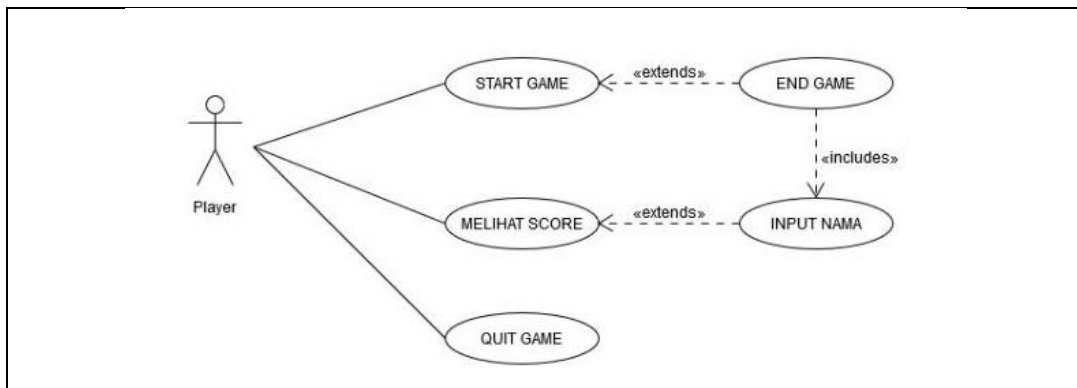 START GAME
«extends»
END GAME
«includes»
Player
MELIHAT SCORE
«extends»
INPUT NAMA
QUIT GAME